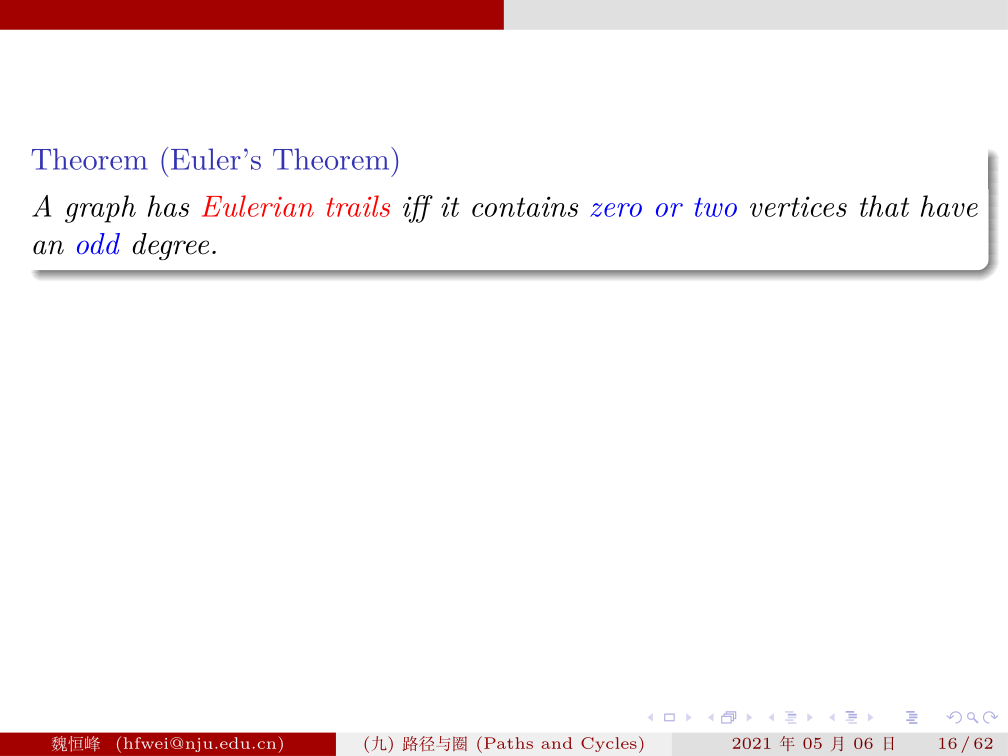 Theorem (Euler's Theorem)
A graph has Eulerian trails iff it contains zero or two vertices that have
an odd degree.
魏恒峰 (hfwei@nju.edu.cn) (九) 路径与圈 (Paths and Cycles) 2021 年 05 月 06 日 16 / 62